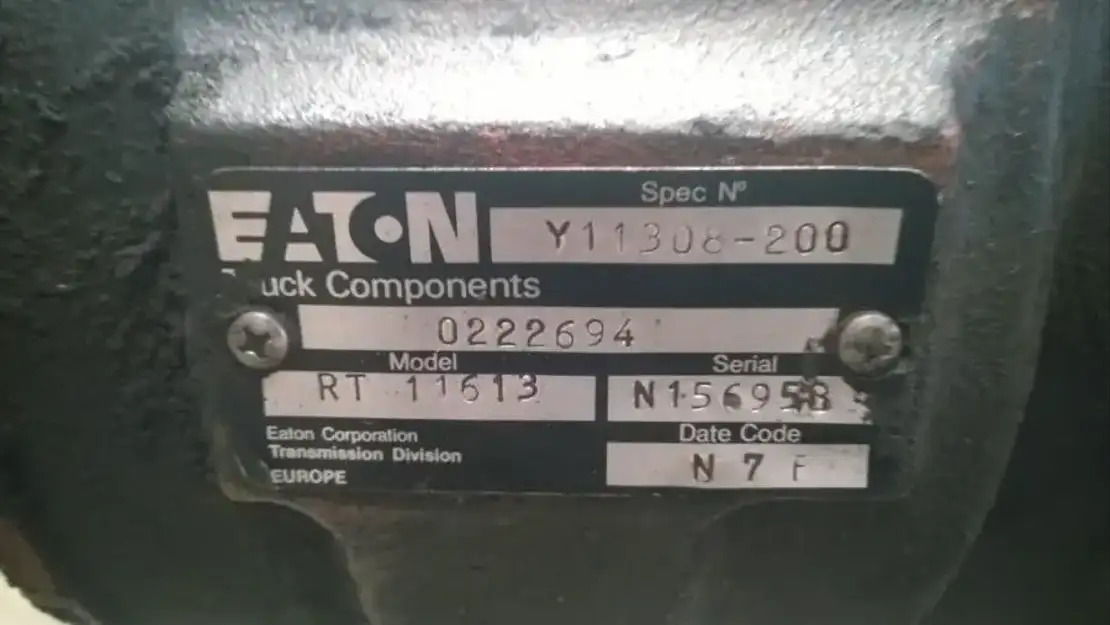 EATON
Spec Nº
Y11308-200
Truck Components
0222694
Model
Serial
RT 11613
Eaton Corporation
Date Code
Transmission Division
N 7 F
EUROPE